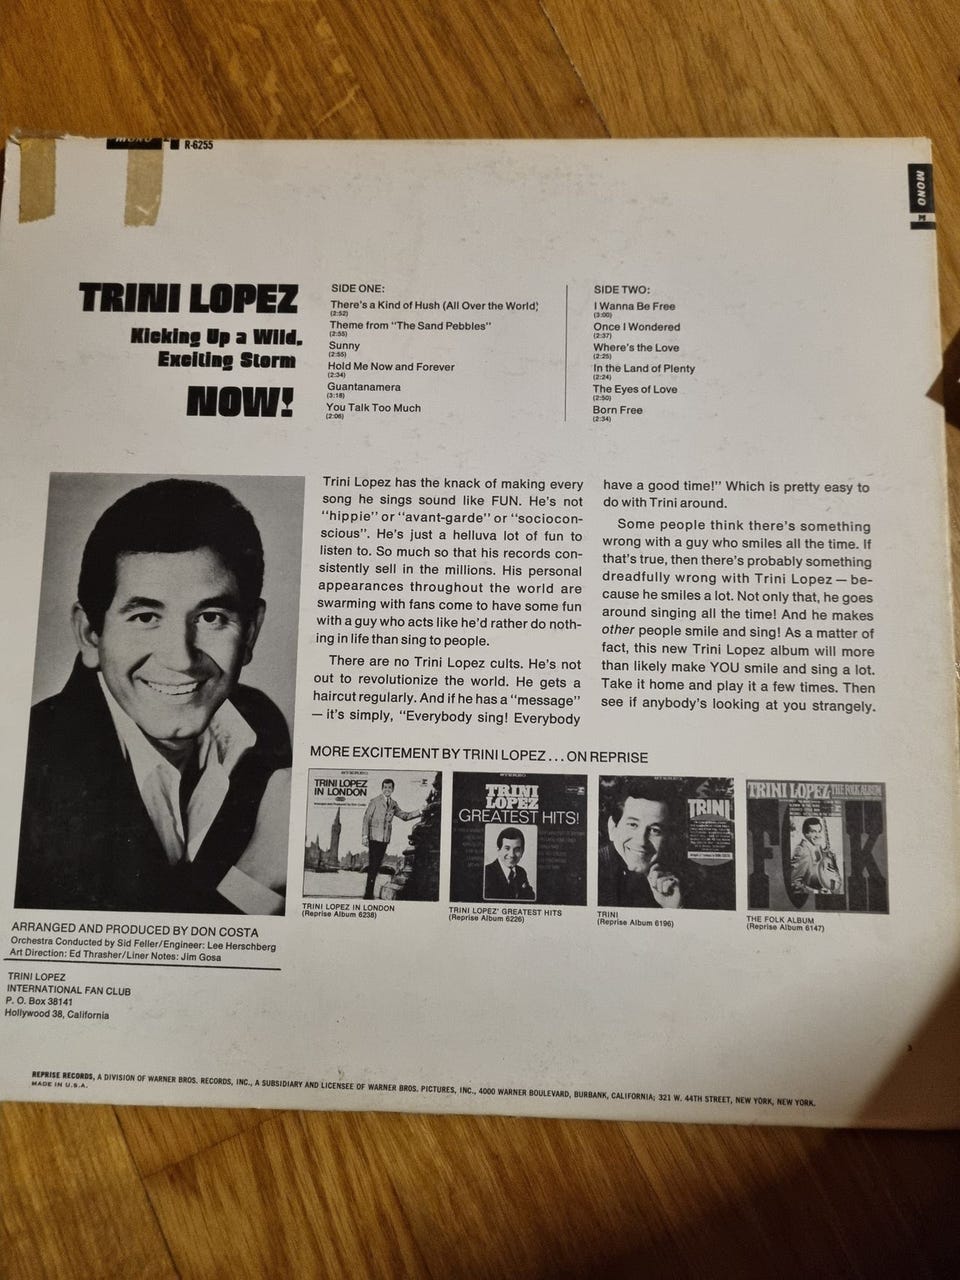 MONO
R-6255
MONO
TRINI LOPEZ
Kicking Up a Wild,
Exciting Storm
NOW!
SIDE ONE:
There's a Kind of Hush (All Over the World)
(2:52)
Theme from "The Sand Pebbles"
(2:55)
Sunny
(2:55)
Hold Me Now and Forever
(2:34)
Guantanamera
(3:18)
You Talk Too Much
(2:06)
SIDE TWO:
I Wanna Be Free
(3:00)
Once I Wondered
(2:37)
Where's the Love
(2:25)
In the Land of Plenty
(2:24)
The Eyes of Love
(2:50)
Born Free
(2:34)
Trini Lopez has the knack of making every
song he sings sound like FUN. He's not
"hippie" or "avant-garde" or "sociocon-
scious". He's just a helluva lot of fun to
listen to. So much so that his records con-
sistently sell in the millions. His personal
appearances throughout the world are
swarming with fans come to have some fun
with a guy who acts like he'd rather do noth-
ing in life than sing to people.
There are no Trini Lopez cults. He's not
out to revolutionize the world. He gets a
haircut regularly. And if he has a "message"
— it's simply, "Everybody sing! Everybody
have a good time!" Which is pretty easy to
do with Trini around.
Some people think there's something
wrong with a guy who smiles all the time. If
that's true, then there's probably something
dreadfully wrong with Trini Lopez — be-
cause he smiles a lot. Not only that, he goes
around singing all the time! And he makes
other people smile and sing! As a matter of
fact, this new Trini Lopez album will more
than likely make YOU smile and sing a lot.
Take it home and play it a few times. Then
see if anybody's looking at you strangely.
MORE EXCITEMENT BY TRINI LOPEZ . . . ON REPRISE
STEREO
TRINI LOPEZ
IN LONDON
TRINI LOPEZ IN LONDON
(Reprise Album 6238)
STEREO
TRINI
LOPEZ
GREATEST HITS!
TRINI LOPEZ' GREATEST HITS
(Reprise Album 6226)
STEREO
TRINI
TRINI
(Reprise Album 6196)
TRINI LOPEZ THE FOLK ALBUM
FOLK
THE FOLK ALBUM
(Reprise Album 6147)
ARRANGED AND PRODUCED BY DON COSTA
Orchestra Conducted by Sid Feller/Engineer: Lee Herschberg
Art Direction: Ed Thrasher/Liner Notes: Jim Gosa
TRINI LOPEZ
INTERNATIONAL FAN CLUB
P. O. Box 38141
Hollywood 38, California
REPRISE RECORDS, A DIVISION OF WARNER BROS. RECORDS, INC., A SUBSIDIARY AND LICENSEE OF WARNER BROS. PICTURES, INC., 4000 WARNER BOULEVARD, BURBANK, CALIFORNIA; 321 W. 44TH STREET, NEW YORK, NEW YORK.
MADE IN U.S.A.